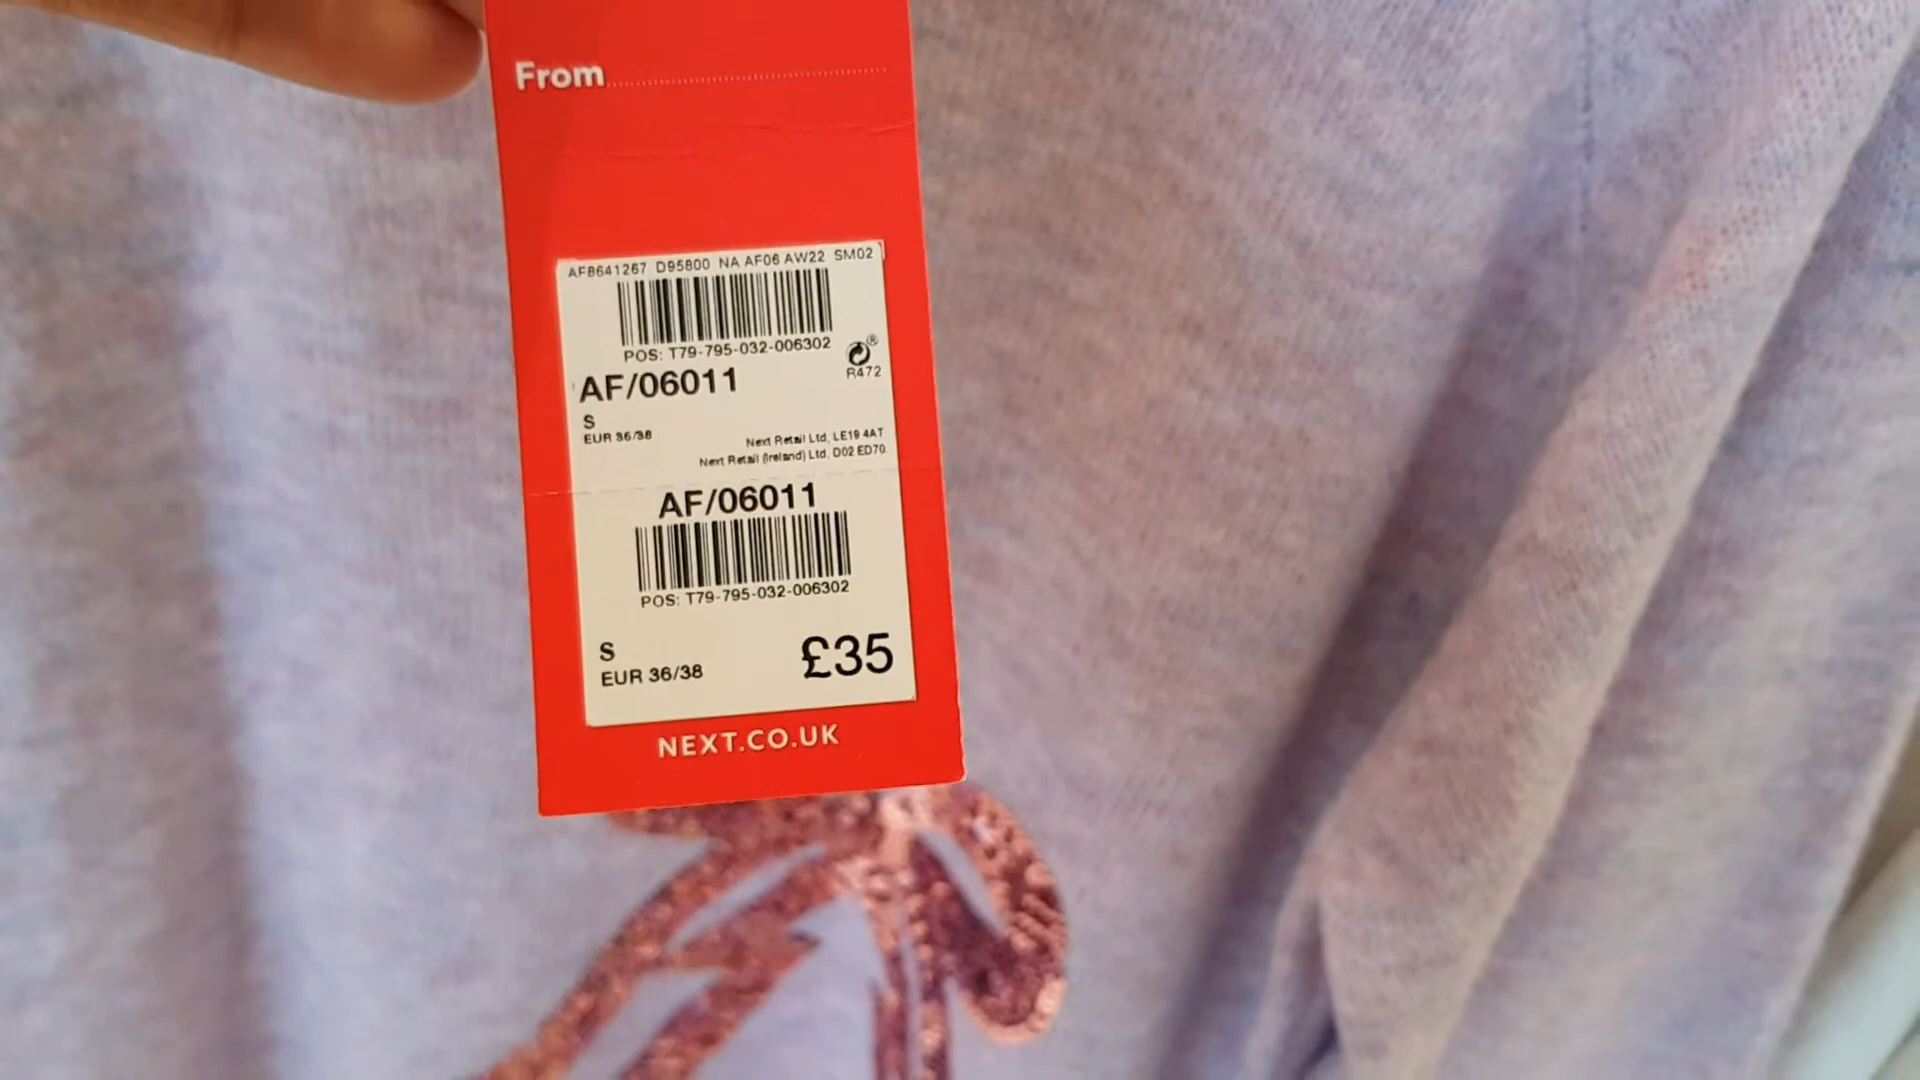 From
AF8641267 D95800 NA AF06 AW22 SM02
POS: T79-795-032-006302
R472
AF/06011
S
EUR 36/38
Next Retail Ltd, LE19 4AT
Next Retail (Ireland) Ltd, D02 ED70
AF/06011
POS: T79-795-032-006302
S
EUR 36/38
£35
NEXT.CO.UK